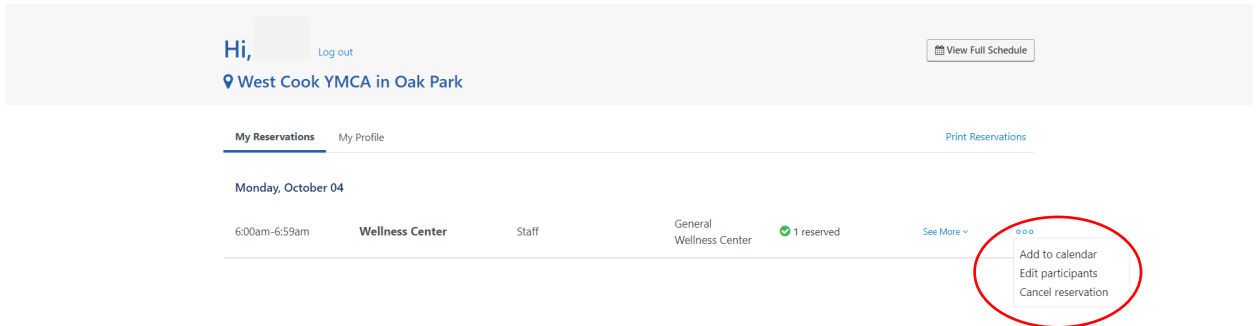 Hi,
Log out
View Full Schedule
West Cook YMCA in Oak Park
My Reservations
My Profile
Print Reservations
Monday, October 04
6:00am-6:59am
Wellness Center
Staff
General
Wellness Center
1 reserved
See More
Add to calendar
Edit participants
Cancel reservation